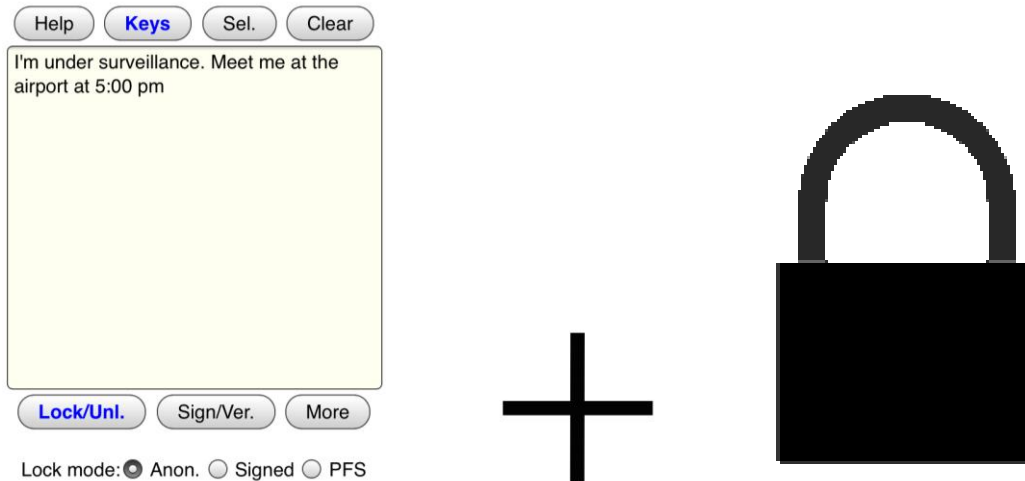 Help Keys Sel. Clear
I'm under surveillance. Meet me at the
airport at 5:00 pm
Lock/Unl. Sign/Ver. More
Lock mode: Anon. Signed PFS